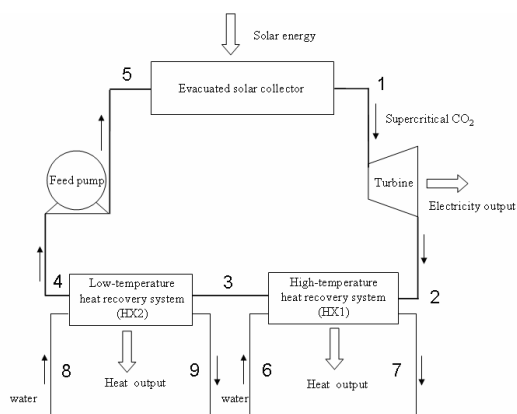 Solar energy
5
1
Evacuated solar collector
Supercritical CO2
Feed pump
Turbine
Electricity output
4
Low-temperature
heat recovery system
(HX2)
3
High-temperature
heat recovery system
(HX1)
2
8
9
6
7
water
Heat output
water
Heat output